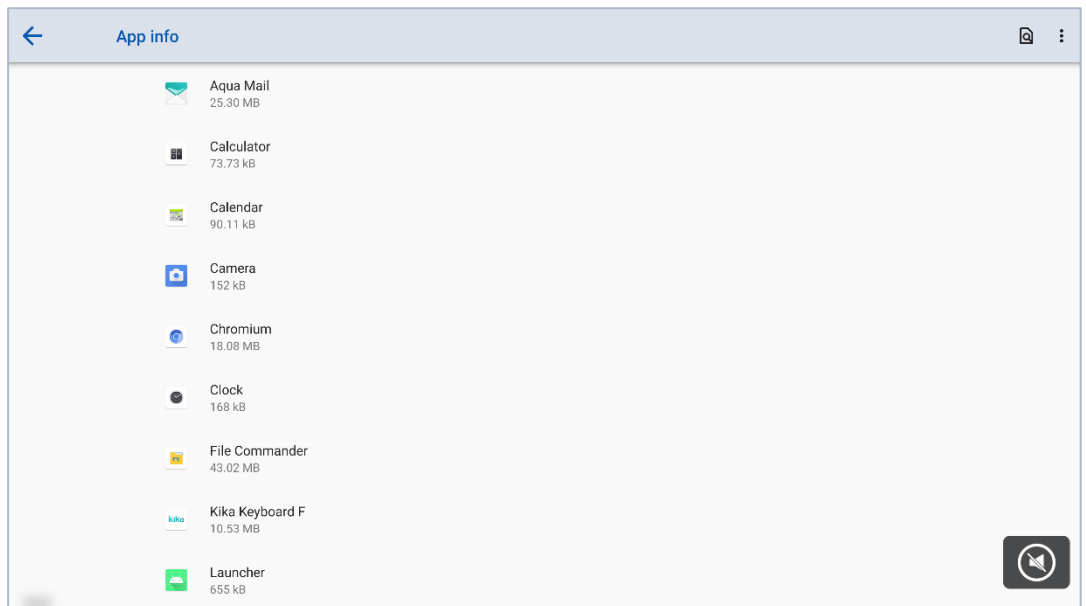 App info
Aqua Mail
25.30 MB
Calculator
73.73 kB
Calendar
90.11 kB
Camera
152 kB
Chromium
18.08 MB
Clock
168 kB
File Commander
43.02 MB
kika
Kika Keyboard F
10.53 MB
Launcher
655 kB